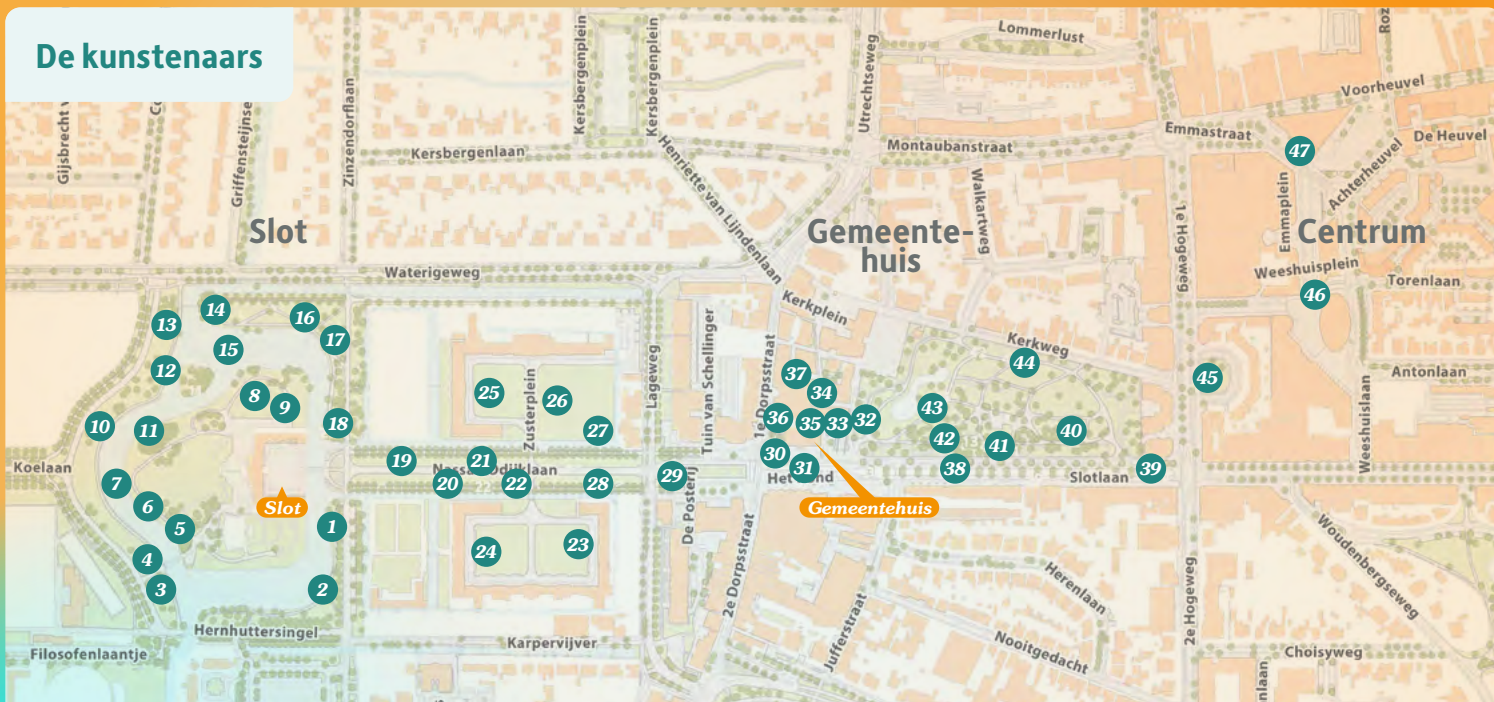 De kunstenaars
Gijsbrecht v
Co
Griffensteijnse
Zinzendorflaan
Kersbergenplein
Kersbergenplein
Utrechtseweg
Lommerlust
Roz
Voorheuvel
Emmastraat
De Heuvel
Montaubanstraat
Kersbergenlaan
Henriette van Lijndenlaan
Walkartweg
1e Hogeweg
Emmaplein
Achterheuvel
47
Slot
Gemeente-
huis
Centrum
Waterigeweg
Weeshuisplein
Torenlaan
46
Kerkplein
Kerkweg
14
16
13
17
15
12
8
9
10
11
18
7
6
5
4
3
1
2
Slot
Koelaan
Hernhuttersingel
Filosofenlaantje
25
26
27
Zusterplein
19
21
20
22
28
24
23
Karpervijver
Lageweg
Tuin van Schellinger
1e Dorpsstraat
29
De Posterij
2e Dorpsstraat
37
34
36
35
33
32
30
31
Gemeentehuis
44
43
42
41
40
38
39
Slotlaan
45
Antonlaan
Weeshuislaan
2e Hogeweg
Jufferstraat
Herenlaan
Nooitgedacht
Woudenbergseweg
Choisyweg
nlaan